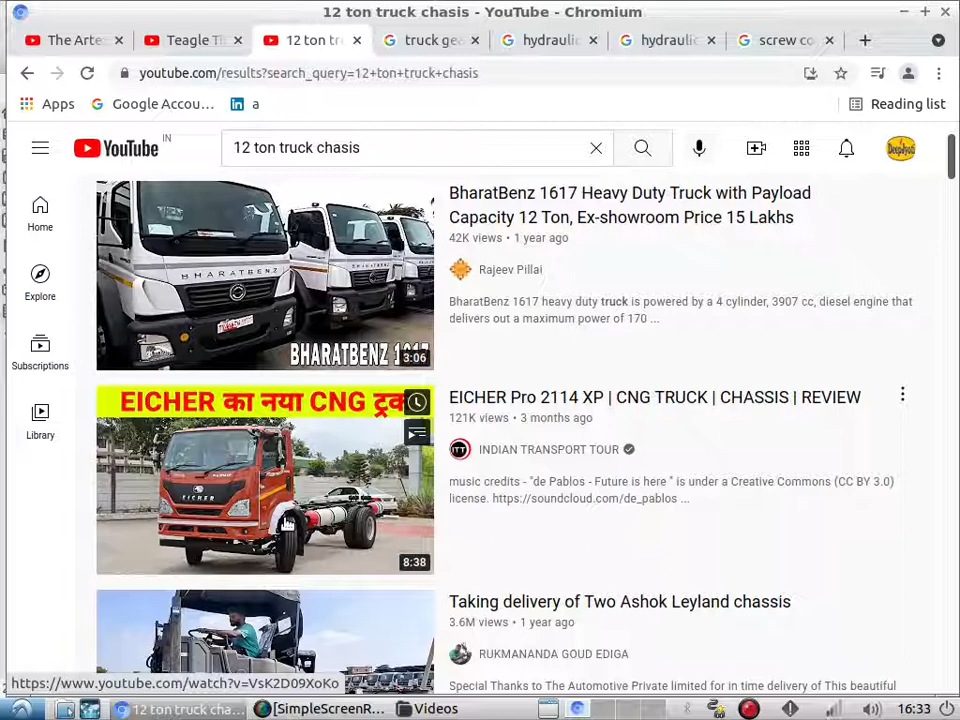 12 ton truck chasis - YouTube - Chromium
The Arte
Teagle Ti
12 ton tr
truck gea
hydraulic
hydraulic
screw co
youtube.com/results?search_query=12+ton+truck+chasis
Apps
Google Accou...
a
Reading list
YouTube IN
12 ton truck chasis
Home
Explore
Subscriptions
Library
BHARATBENZ
BHARATBENZ 1617
3:06
BharatBenz 1617 Heavy Duty Truck with Payload
Capacity 12 Ton, Ex-showroom Price 15 Lakhs
42K views • 1 year ago
Rajeev Pillai
BharatBenz 1617 heavy duty truck is powered by a 4 cylinder, 3907 cc, diesel engine that
delivers out a maximum power of 170 ...
EICHER का नया CNG ट्रक
EICHER
8:38
EICHER Pro 2114 XP | CNG TRUCK | CHASSIS | REVIEW
121K views • 3 months ago
INDIAN TRANSPORT TOUR
music credits - "de Pablos - Future is here " is under a Creative Commons (CC BY 3.0)
license. https://soundcloud.com/de_pablos ...
Taking delivery of Two Ashok Leyland chassis
3.6M views • 1 year ago
RUKMANANDA GOUD EDIGA
Special Thanks to The Automotive Private limited for in time delivery of This beautiful
https://www.youtube.com/watch?v=VsK2D09XoKo
12 ton truck cha...
[SimpleScreenR...
Videos
16:33